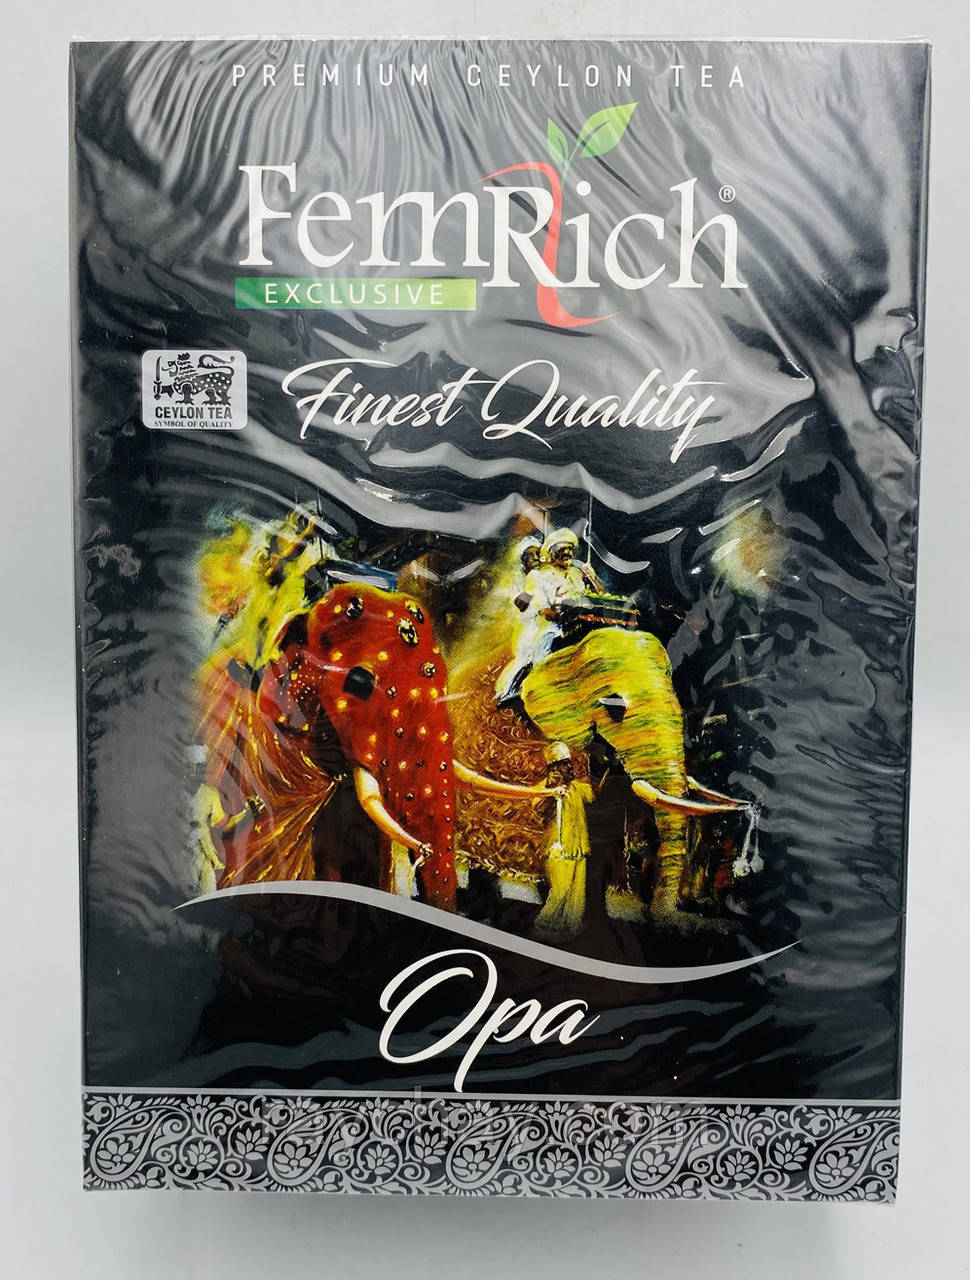 PREMIUM CEYLON TEA
FemRich®
EXCLUSIVE
CEYLON TEA
SYMBOL OF QUALITY
Finest Quality
Opa